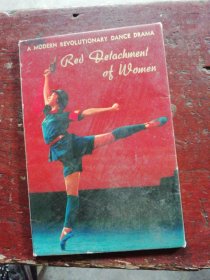 A MODERN REVOLUTIONARY DANCE DRAMA
Red Detachment
of Women